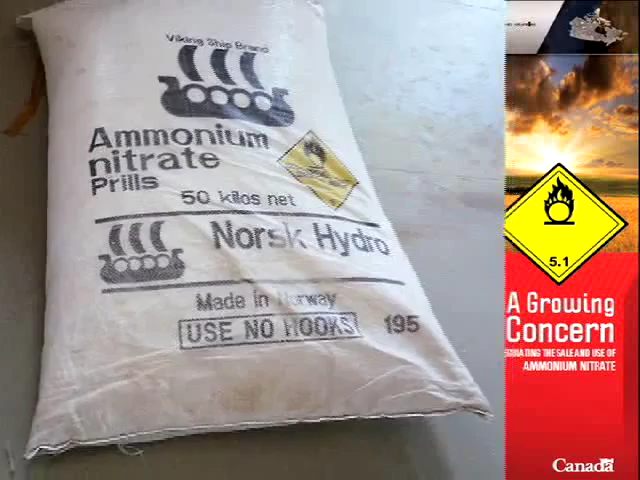 Viking Ship Brand
Ammonium
nitrate
Prills
50 kilos net
Norsk Hydro
Made in Norway
USE NO HOOKS
195
5.1
A Growing
Concern
THE SALE AND USE OF
AMMONIUM NITRATE
Canada